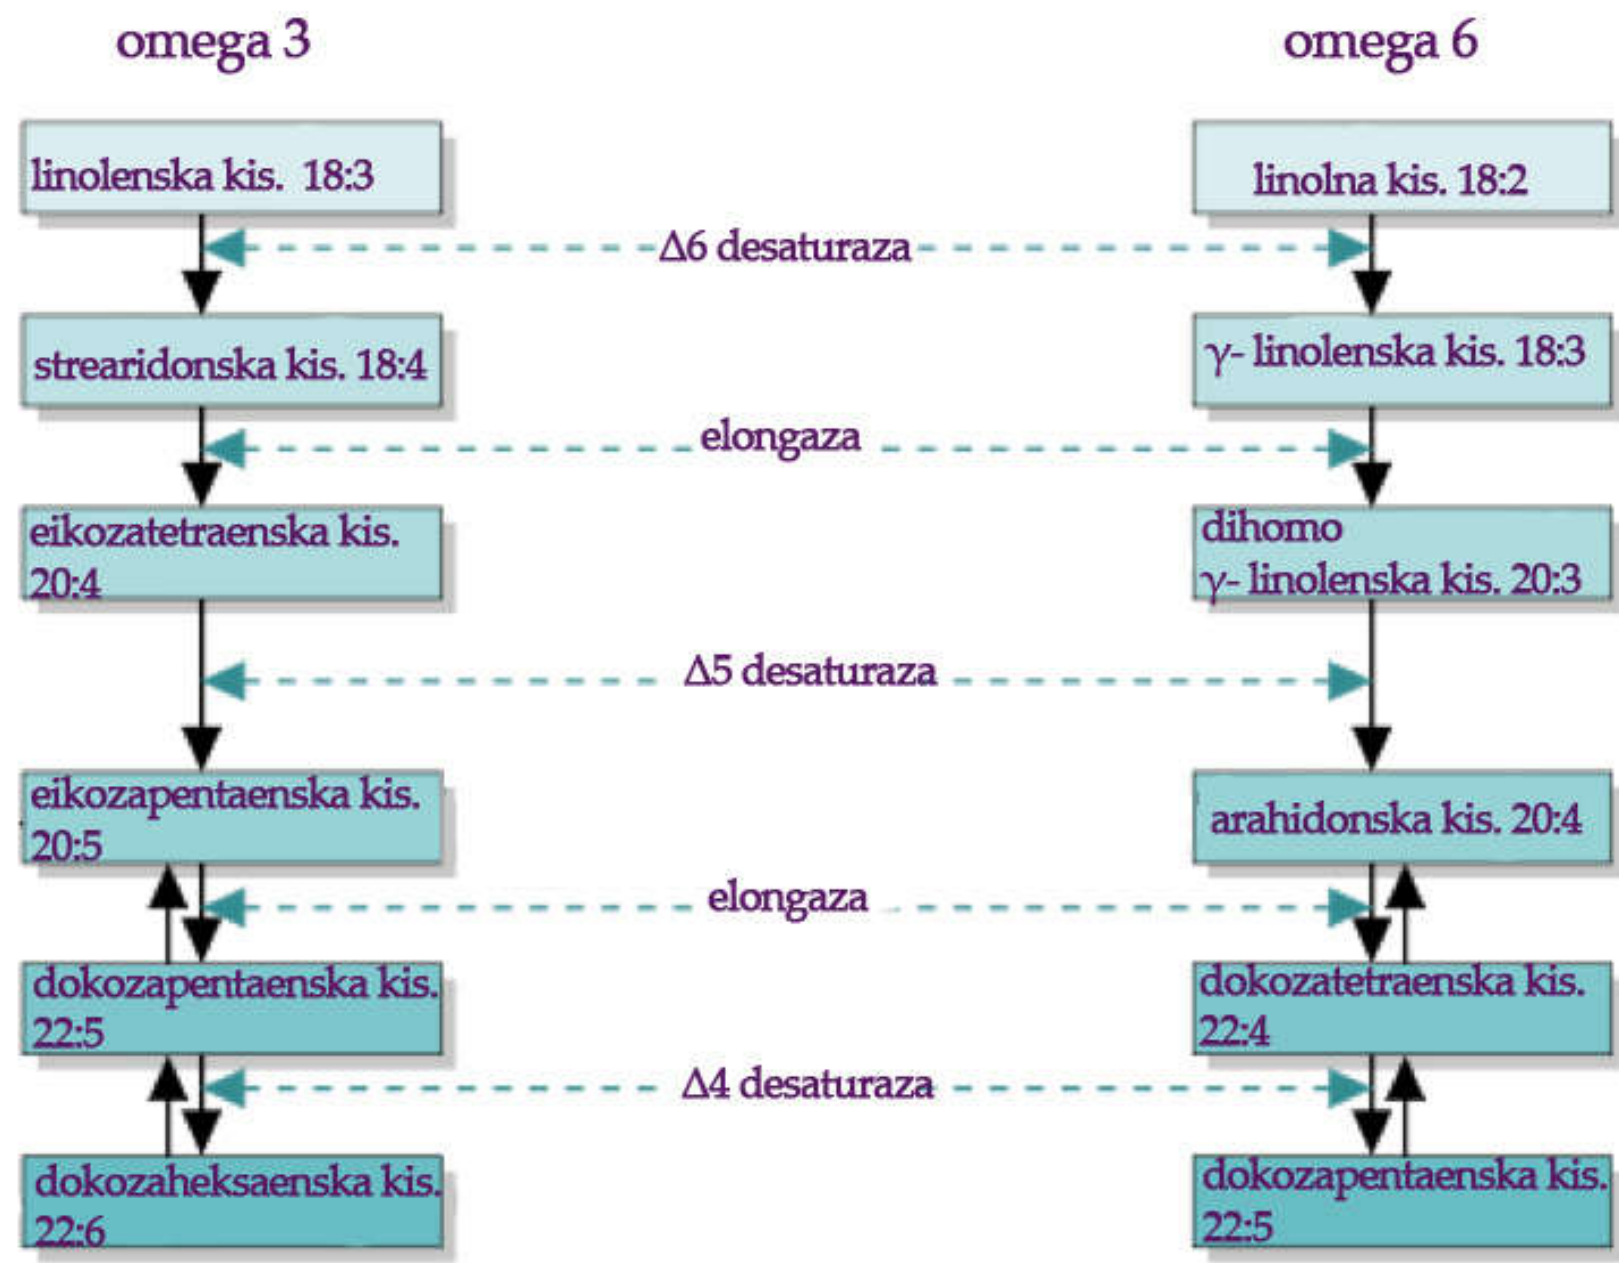 omega 3
omega 6
linolenska kis. 18:3
linolna kis. 18:2
Δ6 desaturaza
strearidonska kis. 18:4
γ- linolenska kis. 18:3
elongaza
eikozatetraenska kis.
20:4
dihomo
γ- linolenska kis. 20:3
Δ5 desaturaza
eikozapentaenska kis.
20:5
arahidonska kis. 20:4
elongaza
dokozapentaenska kis.
22:5
dokozatetraenska kis.
22:4
Δ4 desaturaza
dokozaheksaenska kis.
22:6
dokozapentaenska kis.
22:5